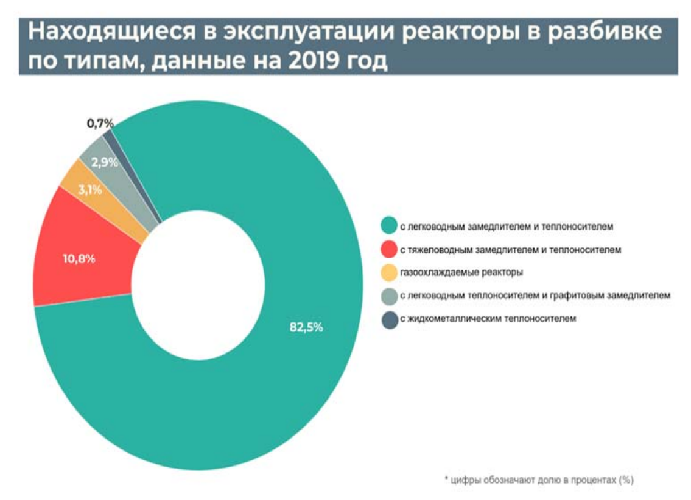 Находящиеся в эксплуатации реакторы в разбивке
по типам, данные на 2019 год
0,7%
2,9%
3,1%
10,8%
82,5%
с легководным замедлителем и теплоносителем
с тяжеловодным замедлителем и теплоносителем
газоохлаждаемые реакторы
с легководным теплоносителем и графитовым замедлителем
с жидкометаллическим теплоносителем
* цифры обозначают долю в процентах (%)